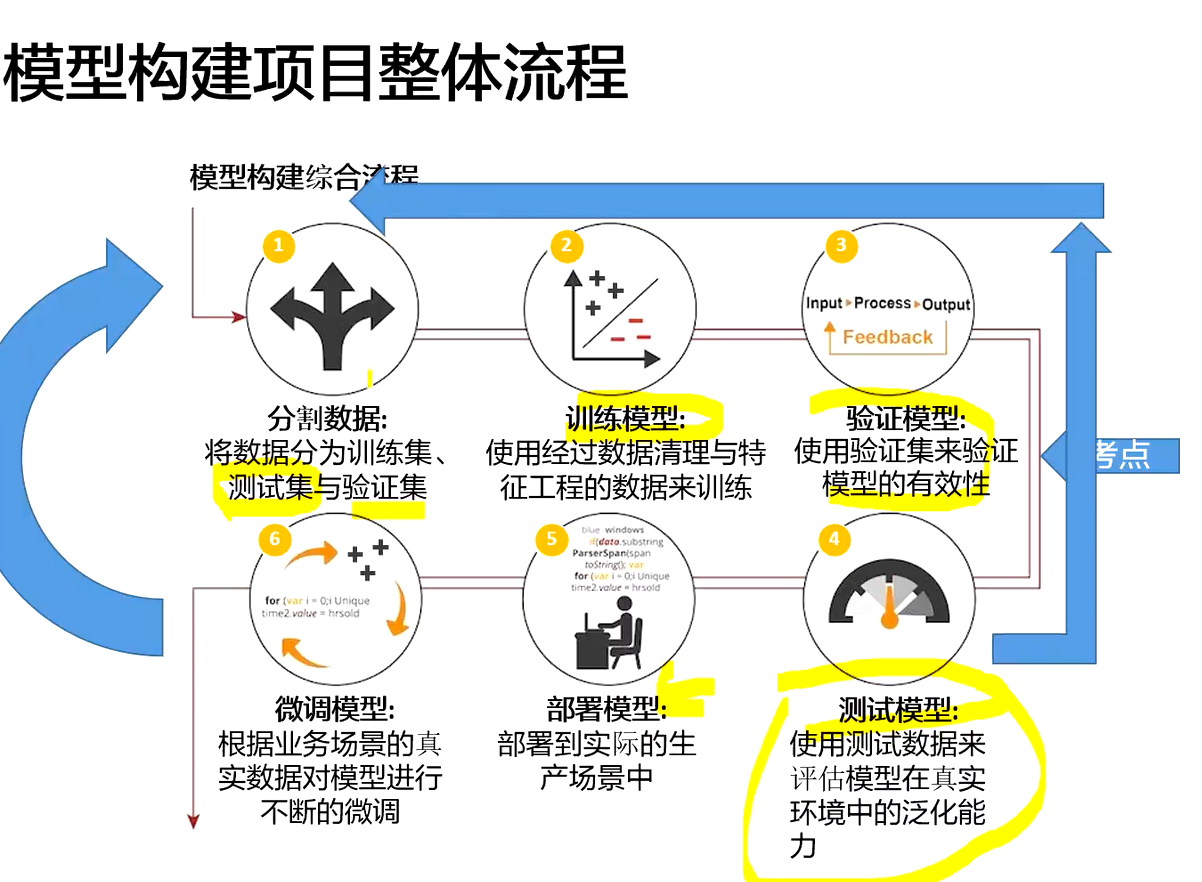 模型构建项目整体流程
模型构建综合流程
1
分割数据:
将数据分为训练集、
测试集与验证集
2
训练模型:
使用经过数据清理与特
征工程的数据来训练
3
Input Process Output
Feedback
验证模型:
使用验证集来验证
模型的有效性
考点
6
for (var i = 0;i Unique
time2.value = hrsold
微调模型:
根据业务场景的真
实数据对模型进行
不断的微调
5
blue windows
if(data.substring
ParserSpan(span
toString(); var
for (var i = 0;i Unique
time2.value = hrsold
部署模型:
部署到实际的生
产场景中
4
测试模型:
使用测试数据来
评估模型在真实
环境中的泛化能
力